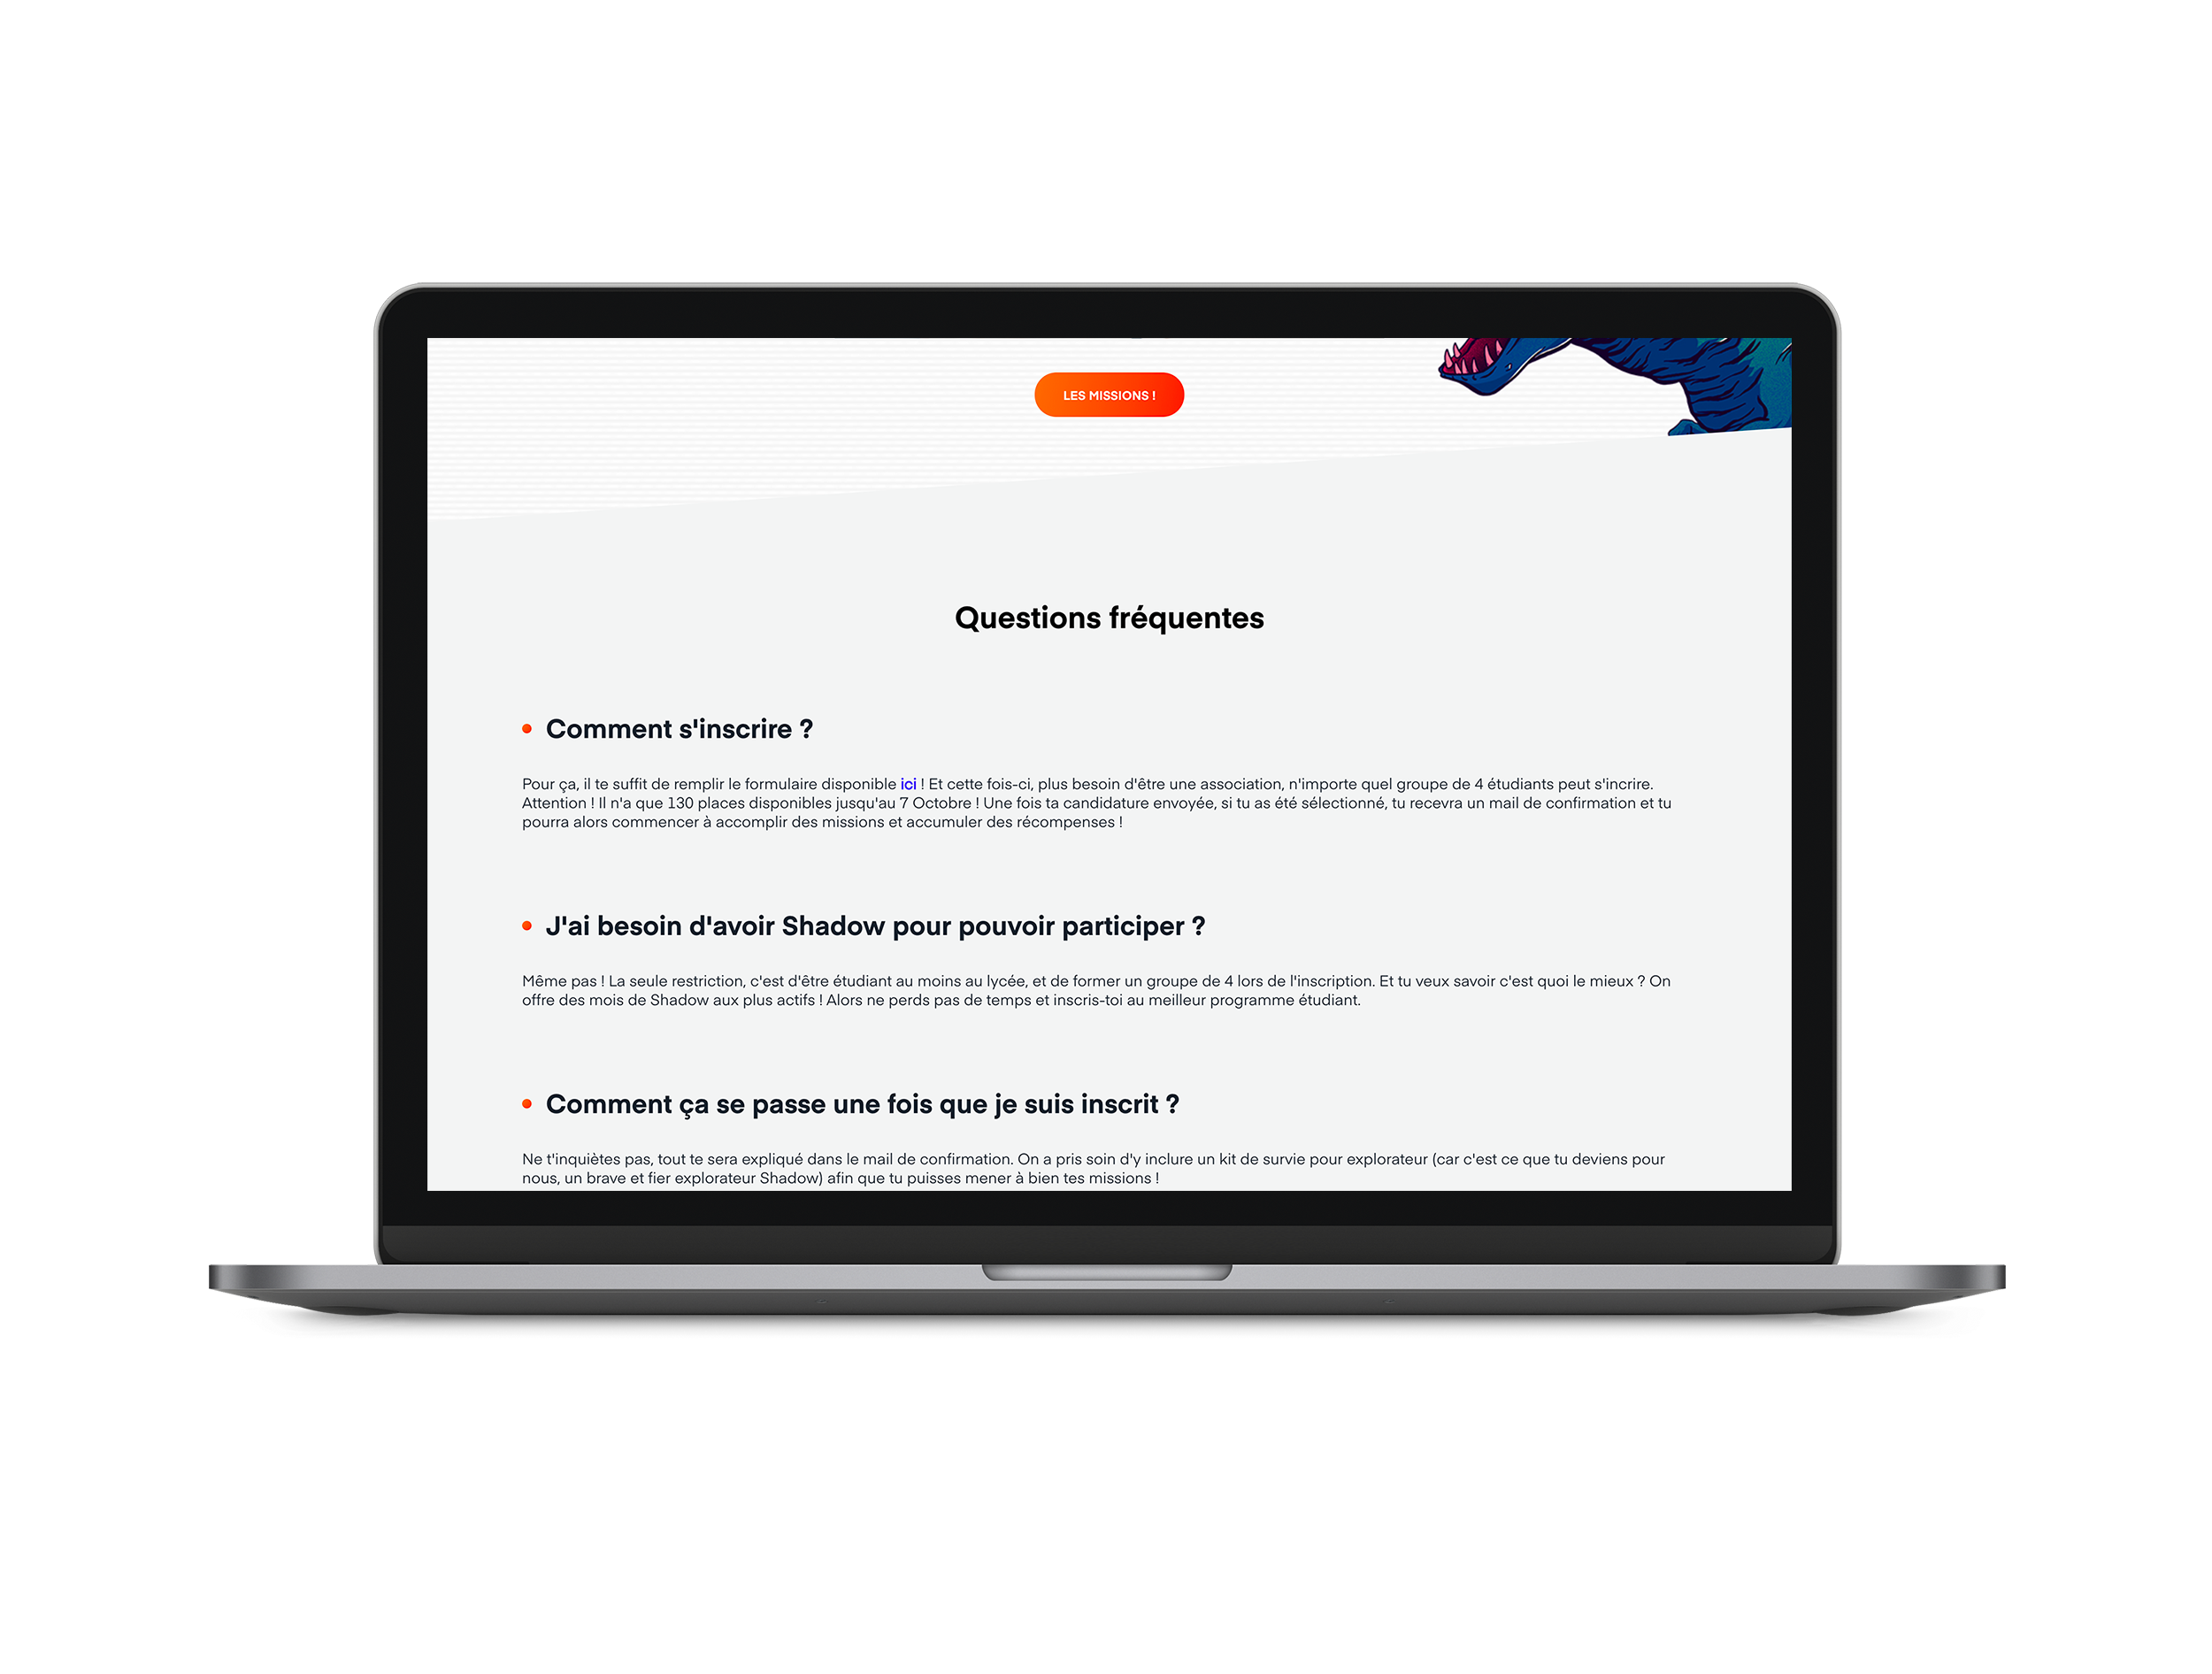 LES MISSIONS !
Questions fréquentes
Comment s'inscrire ?
Pour ça, il te suffit de remplir le formulaire disponible ici ! Et cette fois-ci, plus besoin d'être une association, n'importe quel groupe de 4 étudiants peut s'incrire.
Attention ! Il n'a que 130 places disponibles jusqu'au 7 Octobre ! Une fois ta candidature envoyée, si tu as été sélectionné, tu recevra un mail de confirmation et tu
pourra alors commencer à accomplir des missions et accumuler des récompenses !
J'ai besoin d'avoir Shadow pour pouvoir participer ?
Même pas ! La seule restriction, c'est d'être étudiant au moins au lycée, et de former un groupe de 4 lors de l'inscription. Et tu veux savoir c'est quoi le mieux ? On
offre des mois de Shadow aux plus actifs ! Alors ne perds pas de temps et inscris-toi au meilleur programme étudiant.
Comment ça se passe une fois que je suis inscrit ?
Ne t'inquiètes pas, tout te sera expliqué dans le mail de confirmation. On a pris soin d'y inclure un kit de survie pour explorateur (car c'est ce que tu deviens pour
nous, un brave et fier explorateur Shadow) afin que tu puisses mener à bien tes missions !